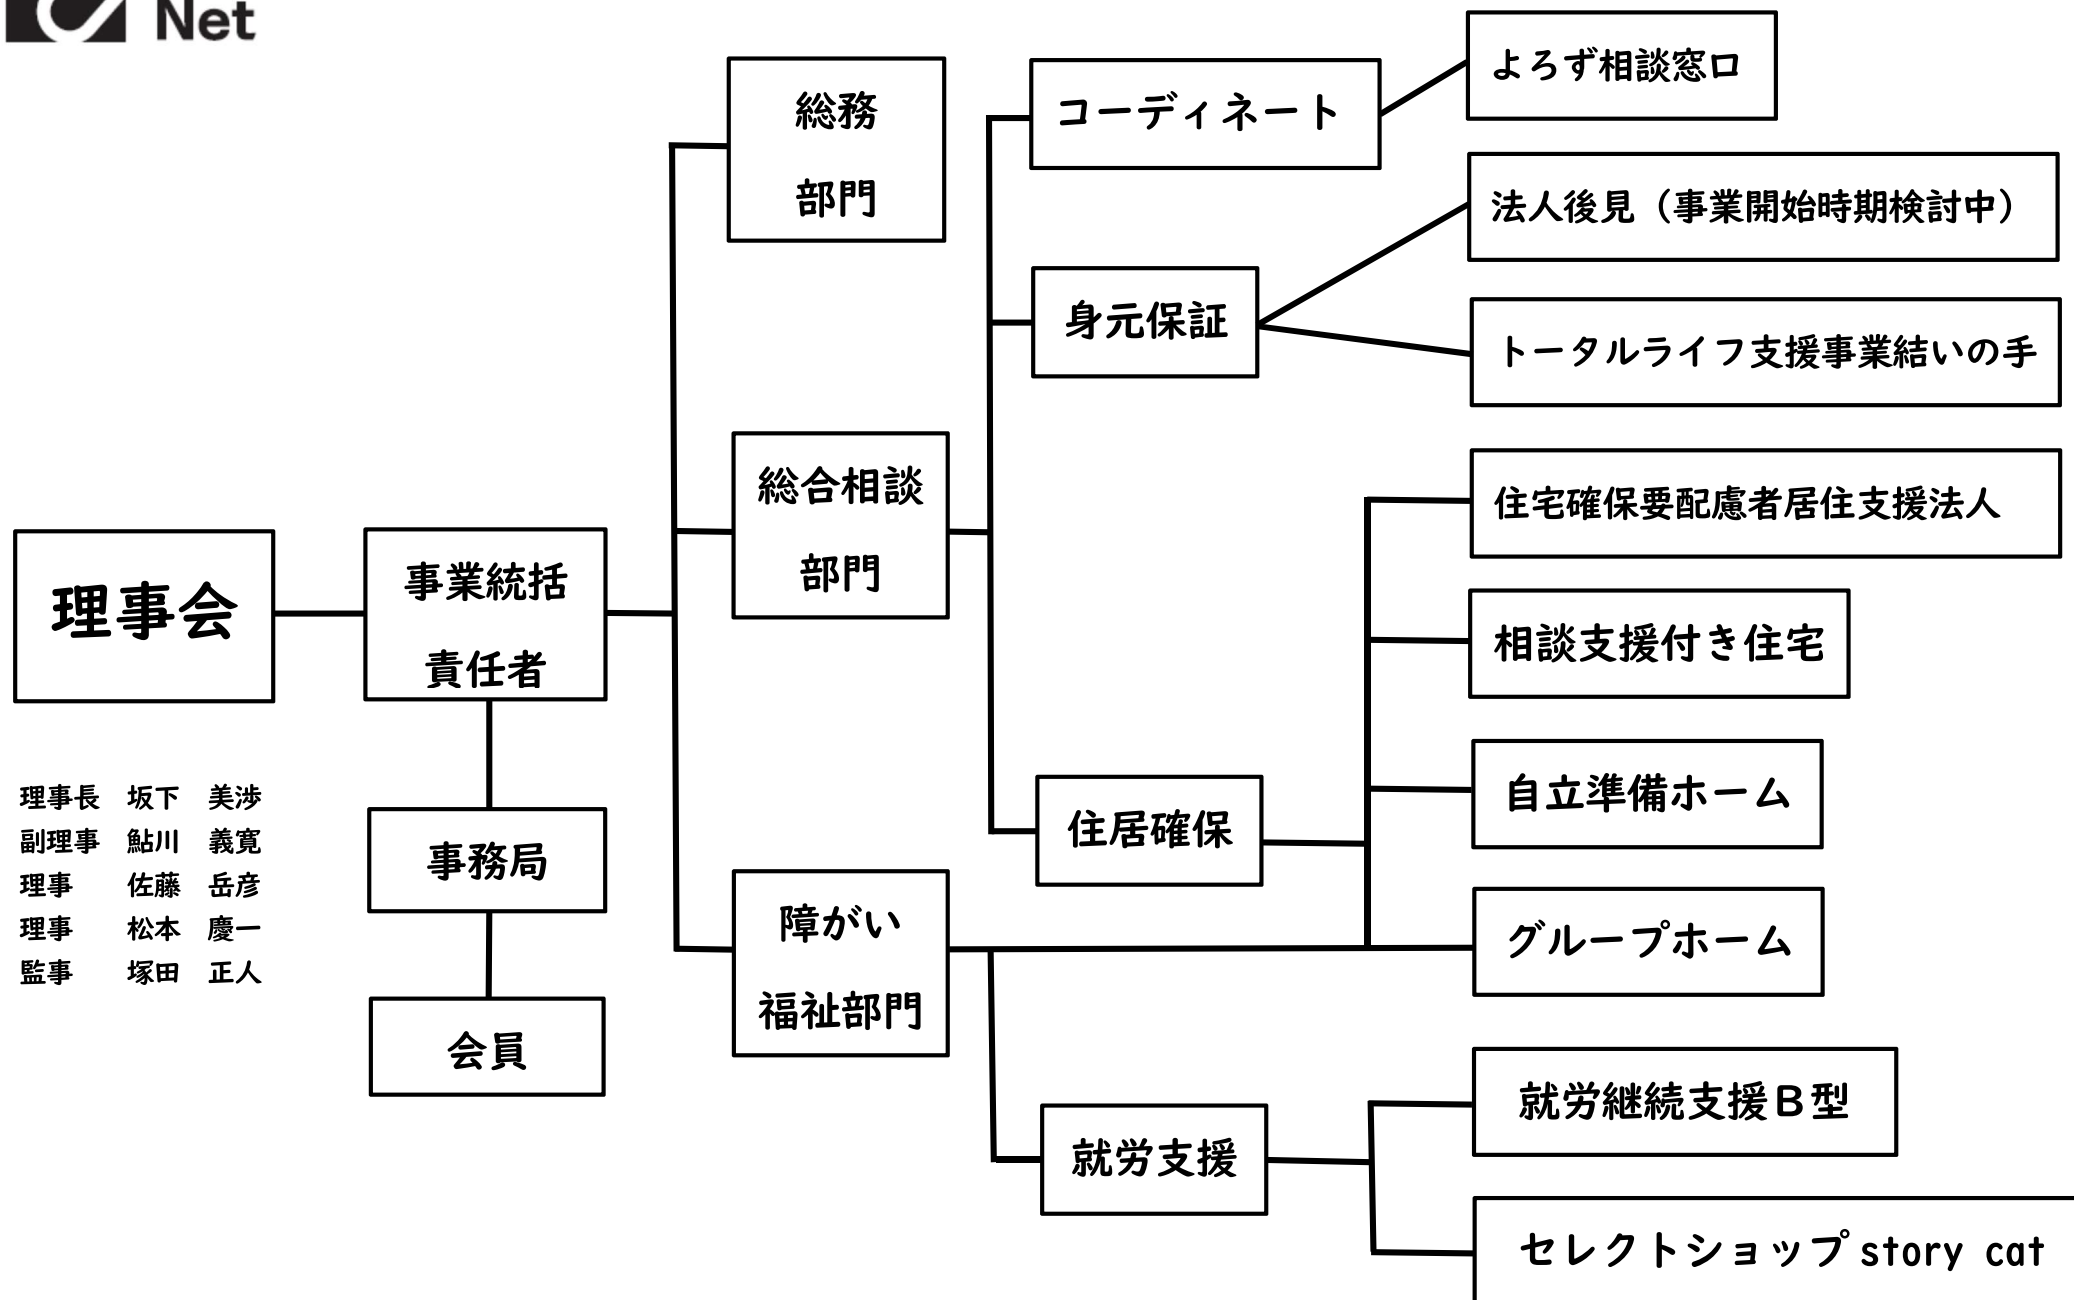 Net
理事会
理事長 坂下 美渉
副理事 鮎川 義寛
理事 佐藤 岳彦
理事 松本 慶一
監事 塚田 正人
事業統括
責任者
事務局
会員
総務
部門
総合相談
部門
障がい
福祉部門
コーディネート
身元保証
住居確保
就労支援
よろず相談窓口
法人後見（事業開始時期検討中）
トータルライフ支援事業結いの手
住宅確保要配慮者居住支援法人
相談支援付き住宅
自立準備ホーム
グループホーム
就労継続支援Ｂ型
セレクトショップstory cat